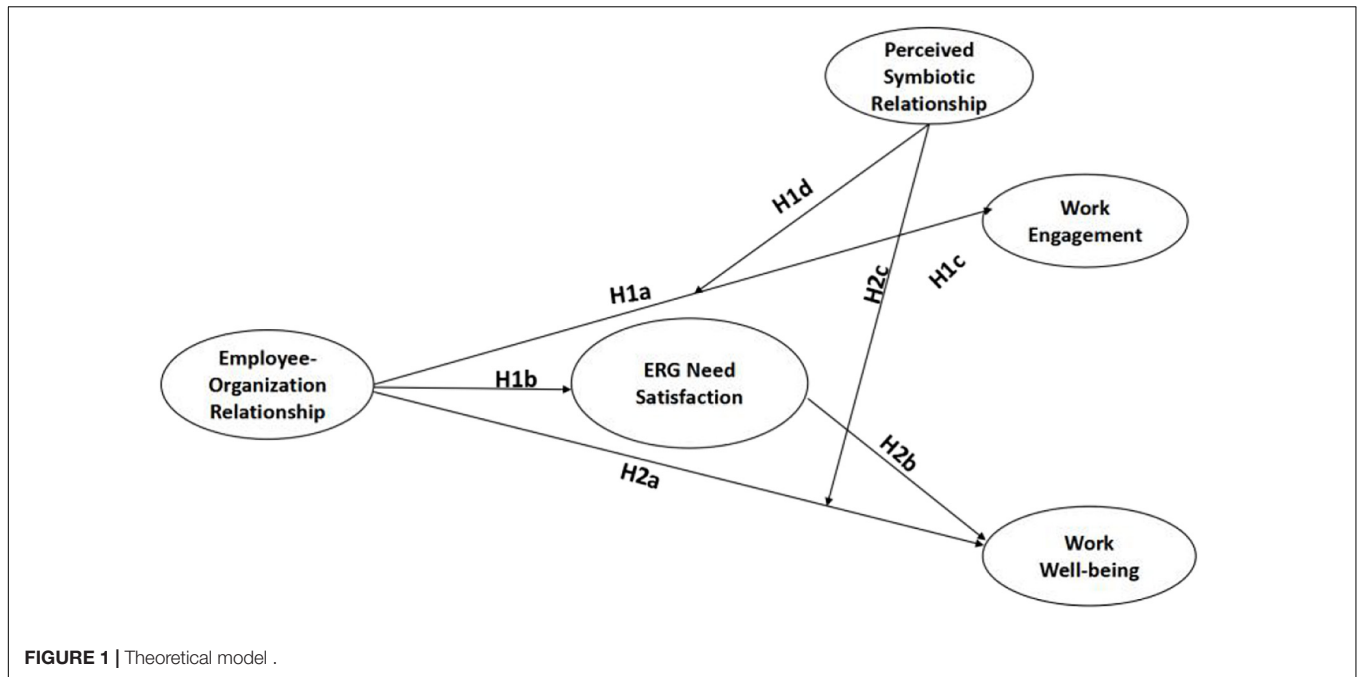 Perceived
Symbiotic
Relationship
H1d
Work
Engagement
H1c
H2c
H1a
Employee-
Organization
Relationship
H1b
ERG Need
Satisfaction
H2b
H2a
Work
Well-being
FIGURE 1 | Theoretical model .